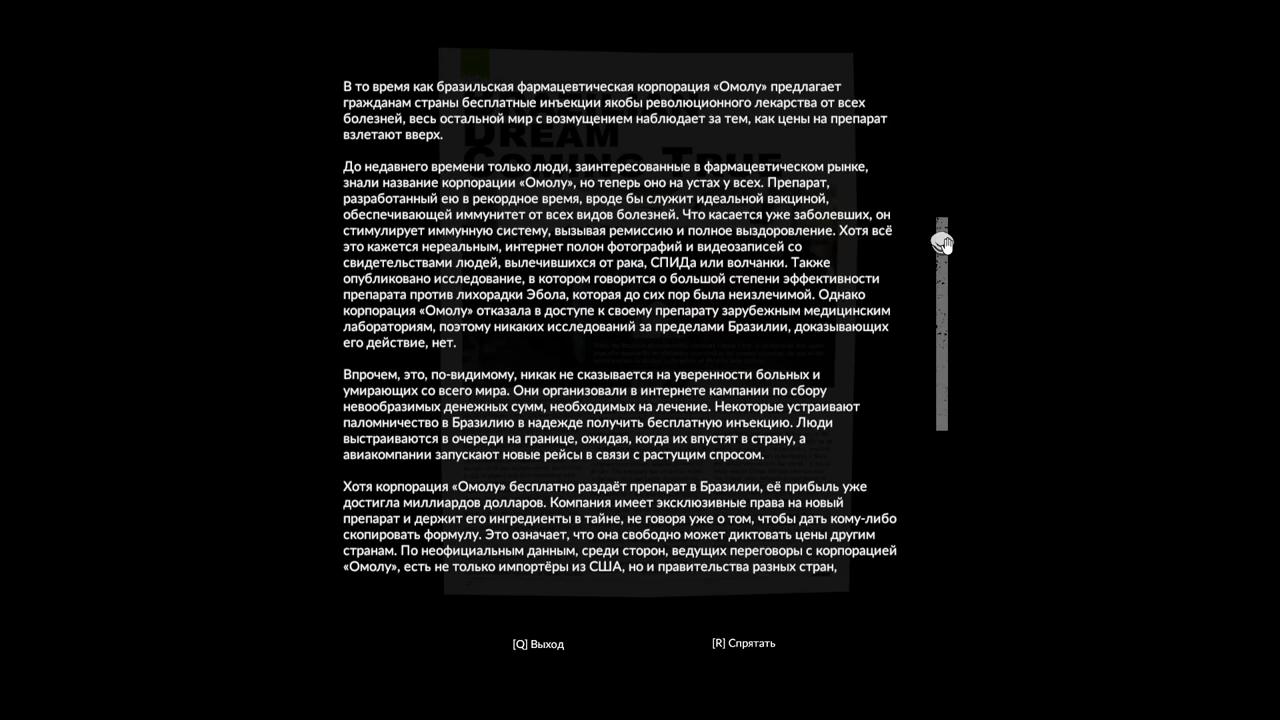 DREAM
COMING TRUE
В то время как бразильская фармацевтическая корпорация «Омолу» предлагает
гражданам страны бесплатные инъекции якобы революционного лекарства от всех
болезней, весь остальной мир с возмущением наблюдает за тем, как цены на препарат
взлетают вверх.
До недавнего времени только люди, заинтересованные в фармацевтическом рынке,
знали название корпорации «Омолу», но теперь оно на устах у всех. Препарат,
разработанный ею в рекордное время, вроде бы служит идеальной вакциной,
обеспечивающей иммунитет от всех видов болезней. Что касается уже заболевших, он
стимулирует иммунную систему, вызывая ремиссию и полное выздоровление. Хотя всё
это кажется нереальным, интернет полон фотографий и видеозаписей со
свидетельствами людей, вылечившихся от рака, СПИДа или волчанки. Также
опубликовано исследование, в котором говорится о большой степени эффективности
препарата против лихорадки Эбола, которая до сих пор была неизлечимой. Однако
корпорация «Омолу» отказала в доступе к своему препарату зарубежным медицинским
лабораториям, поэтому никаких исследований за пределами Бразилии, доказывающих
его действие, нет.
Впрочем, это, по-видимому, никак не сказывается на уверенности больных и
умирающих со всего мира. Они организовали в интернете кампании по сбору
невообразимых денежных сумм, необходимых на лечение. Некоторые устраивают
паломничество в Бразилию в надежде получить бесплатную инъекцию. Люди
выстраиваются в очереди на границе, ожидая, когда их впустят в страну, а
авиакомпании запускают новые рейсы в связи с растущим спросом.
Хотя корпорация «Омолу» бесплатно раздаёт препарат в Бразилии, её прибыль уже
достигла миллиардов долларов. Компания имеет эксклюзивные права на новый
препарат и держит его ингредиенты в тайне, не говоря уже о том, чтобы дать кому-либо
скопировать формулу. Это означает, что она свободно может диктовать цены другим
странам. По неофициальным данным, среди сторон, ведущих переговоры с корпорацией
«Омолу», есть не только импортёры из США, но и правительства разных стран,
[Q] Выход
[R] Спрятать